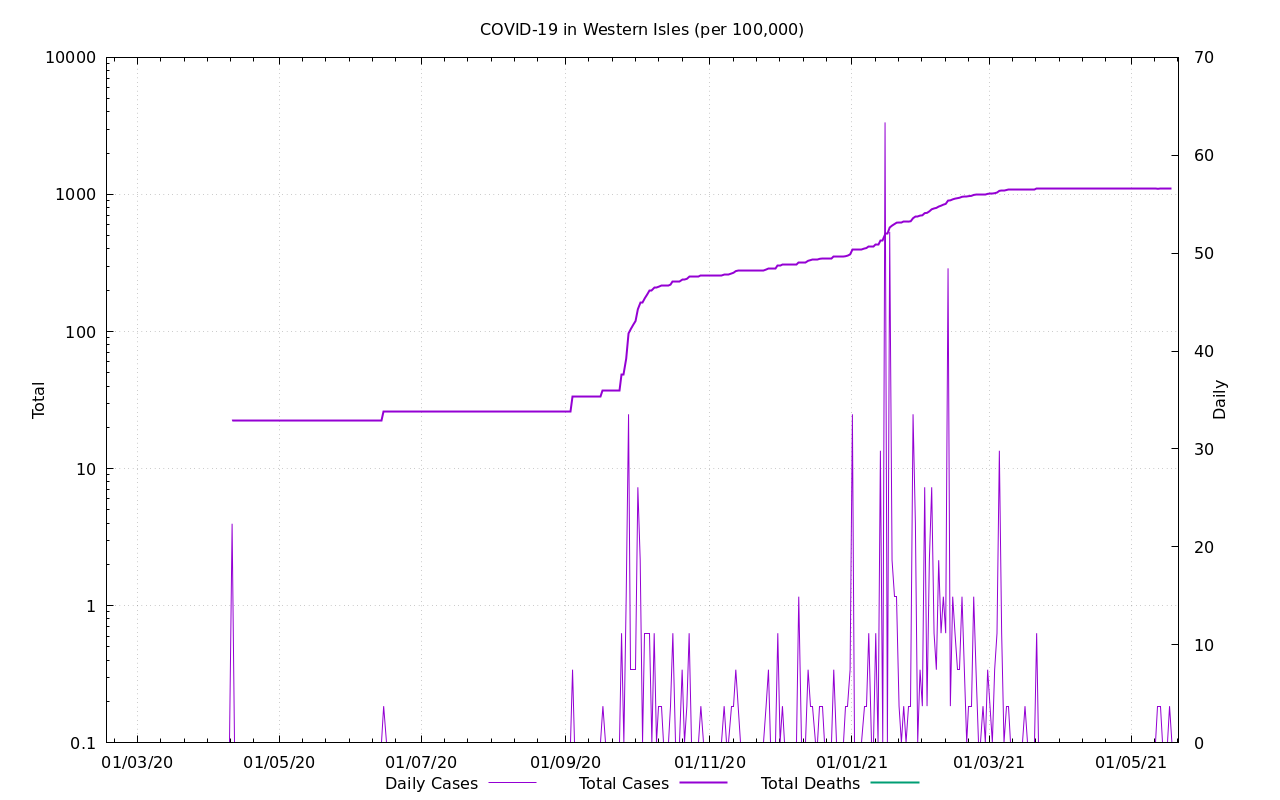 COVID-19 in Western Isles (per 100,000)
10000
1000
100
10
1
0.1
Total
70
60
50
40
30
20
10
0
Daily
01/03/20 01/05/20 01/07/20 01/09/20 01/11/20 01/01/21 01/03/21 01/05/21
Daily Cases Total Cases Total Deaths